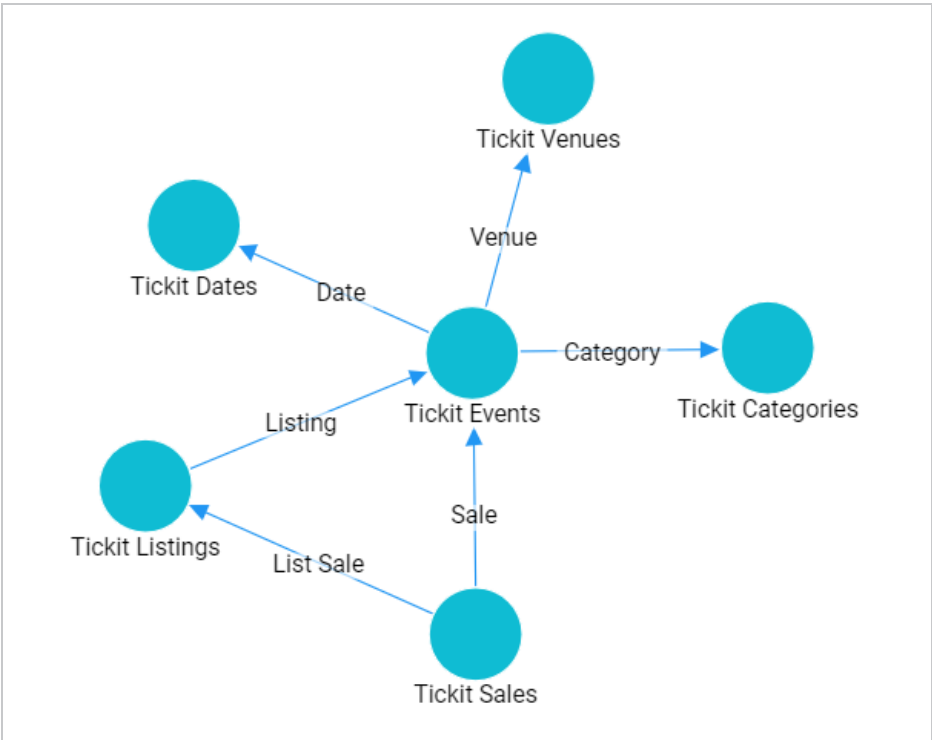 Tickit Venues
Venue
Tickit Dates
Date
Category
Tickit Categories
Tickit Events
Listing
Sale
Tickit Listings
List Sale
Tickit Sales